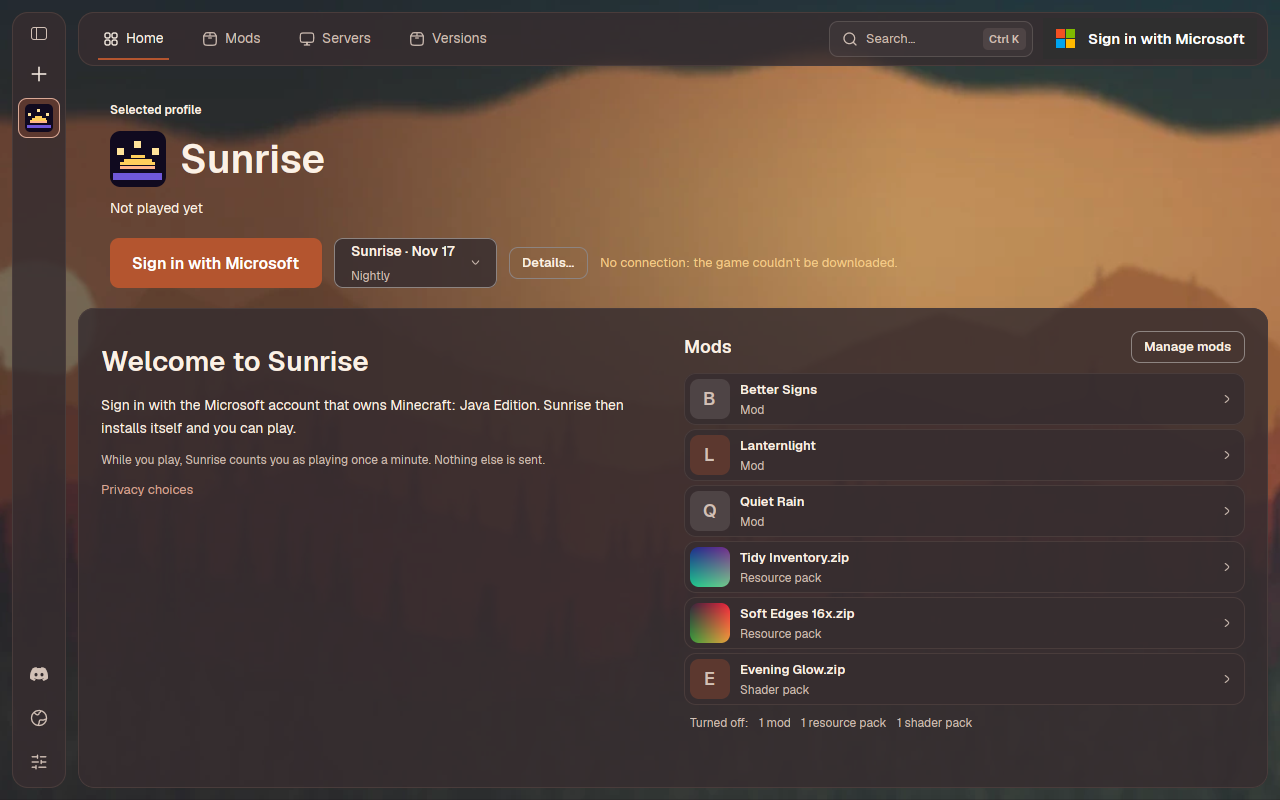 Home
Mods
Servers
Versions
Search...
Ctrl K
Sign in with Microsoft
Selected profile
Sunrise
Not played yet
Sign in with Microsoft
Sunrise · Nov 17
Nightly
Details...
No connection: the game couldn't be downloaded.
Welcome to Sunrise
Sign in with the Microsoft account that owns Minecraft: Java Edition. Sunrise then
installs itself and you can play.
While you play, Sunrise counts you as playing once a minute. Nothing else is sent.
Privacy choices
Mods
Manage mods
B
Better Signs
Mod
L
Lanternlight
Mod
Q
Quiet Rain
Mod
Tidy Inventory.zip
Resource pack
Soft Edges 16x.zip
Resource pack
E
Evening Glow.zip
Shader pack
Turned off: 1 mod 1 resource pack 1 shader pack